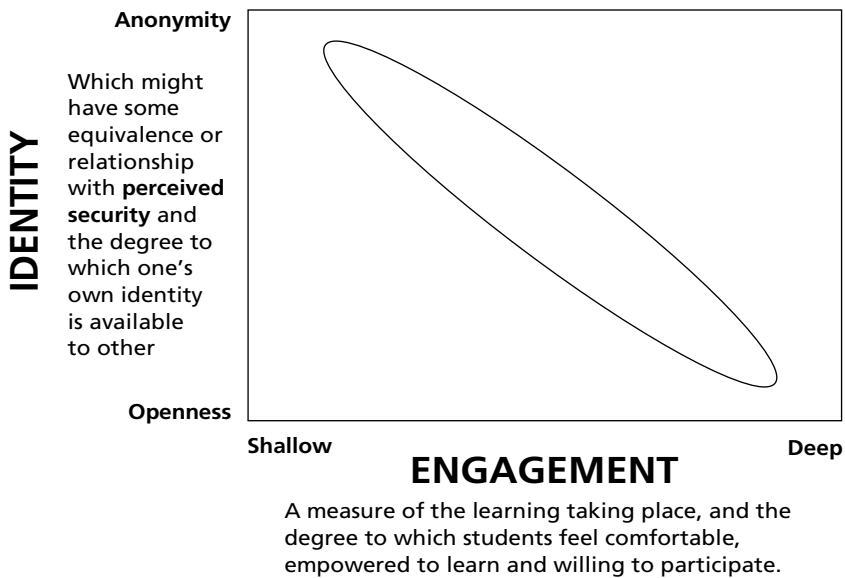 Anonymity
IDENTITY
Which might
have some
equivalence or
relationship
with perceived
security and
the degree to
which one’s
own identity
is available
to other
Openness
Shallow
Deep
ENGAGEMENT
A measure of the learning taking place, and the
degree to which students feel comfortable,
empowered to learn and willing to participate.